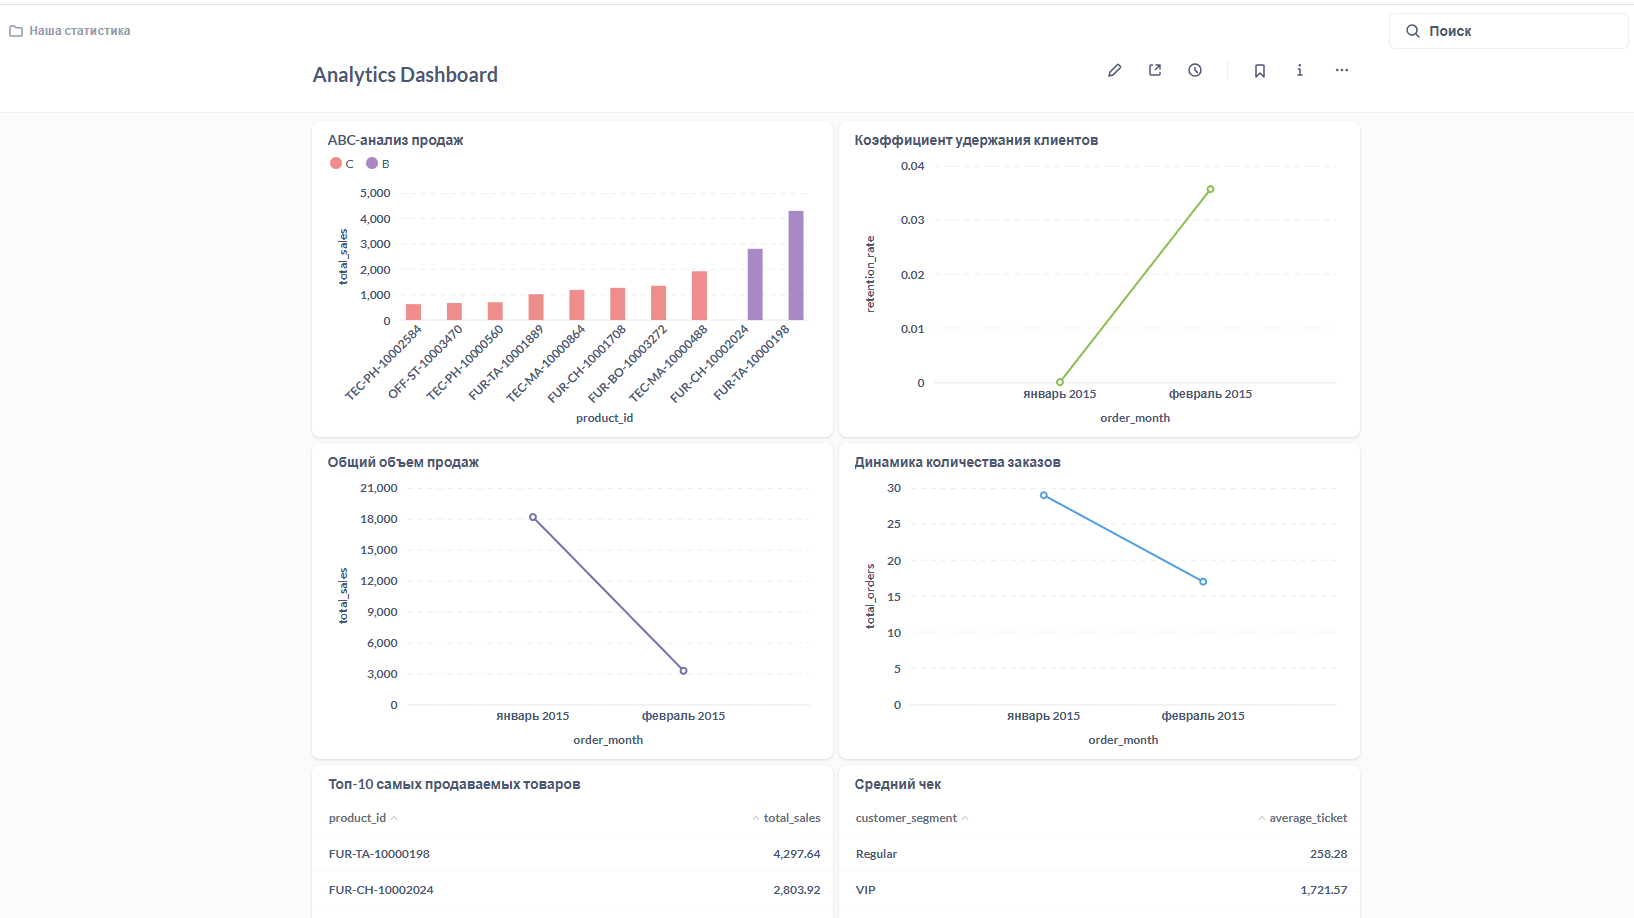 Наша статистика
Поиск
Analytics Dashboard
ABC-анализ продаж
C B
5,000
4,000
3,000
2,000
1,000
0
total_sales
TEC-PH-10002584
OFF-ST-10003470
TEC-PH-10000560
FUR-TA-10001889
TEC-MA-10000864
FUR-CH-10001708
FUR-BO-10003272
TEC-MA-10000488
FUR-CH-10002024
FUR-TA-10000198
product_id
Коэффициент удержания клиентов
0.04
0.03
0.02
0.01
0
retention_rate
январь 2015 февраль 2015
order_month
Общий объем продаж
21,000
18,000
15,000
12,000
9,000
6,000
3,000
0
total_sales
январь 2015 февраль 2015
order_month
Динамика количества заказов
30
25
20
15
10
5
0
total_orders
январь 2015 февраль 2015
order_month
Топ-10 самых продаваемых товаров
product_id total_sales
FUR-TA-10000198 4,297.64
FUR-CH-10002024 2,803.92
Средний чек
customer_segment average_ticket
Regular 258.28
VIP 1,721.57